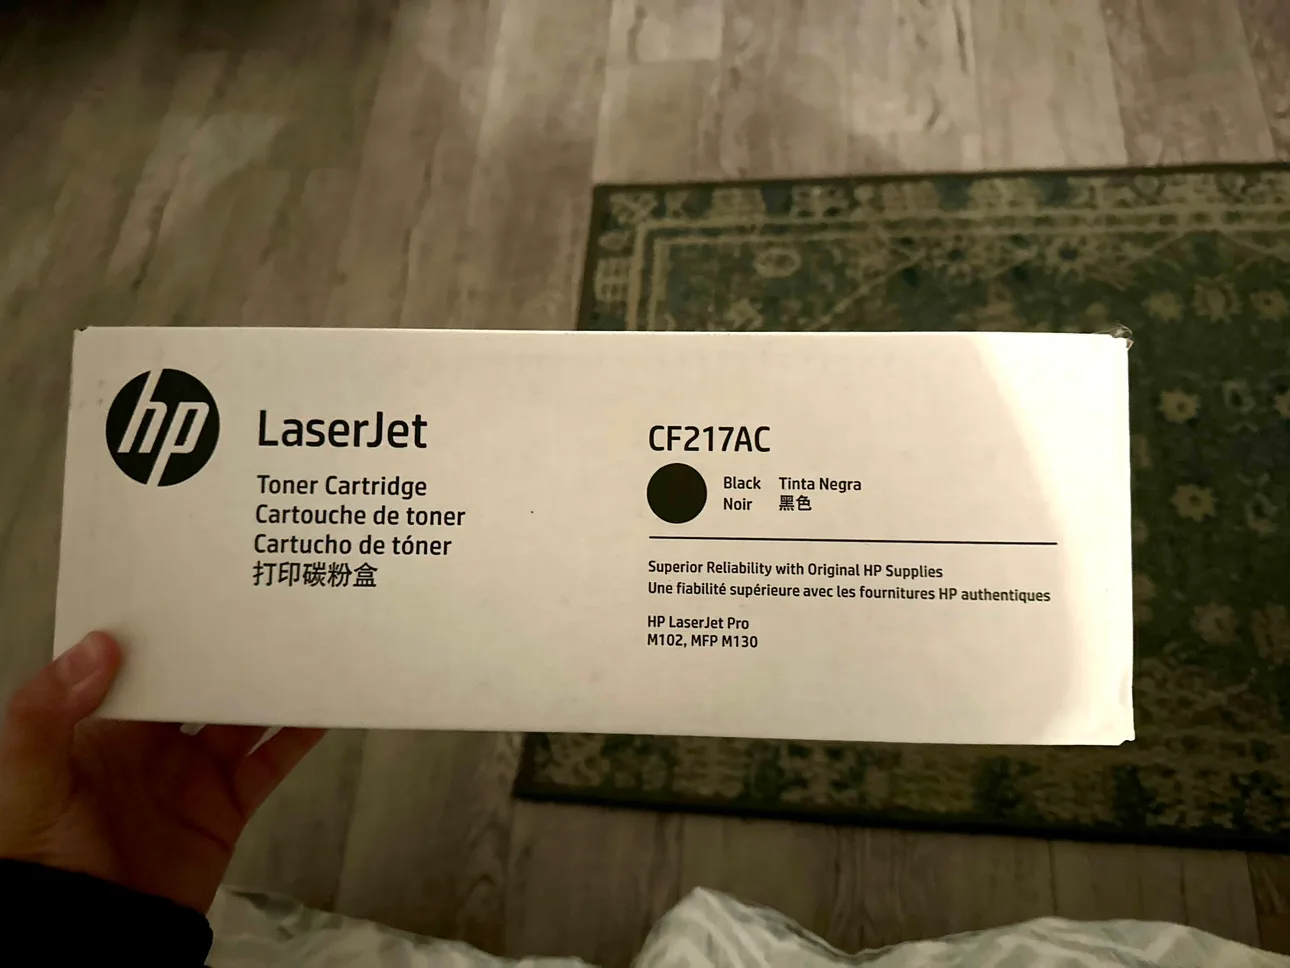 hp
LaserJet
Toner Cartridge
Cartouche de toner
Cartucho de tóner
打印碳粉盒
CF217AC
Black Tinta Negra
Noir 黑色
Superior Reliability with Original HP Supplies
Une fiabilité supérieure avec les fournitures HP authentiques
HP LaserJet Pro
M102, MFP M130